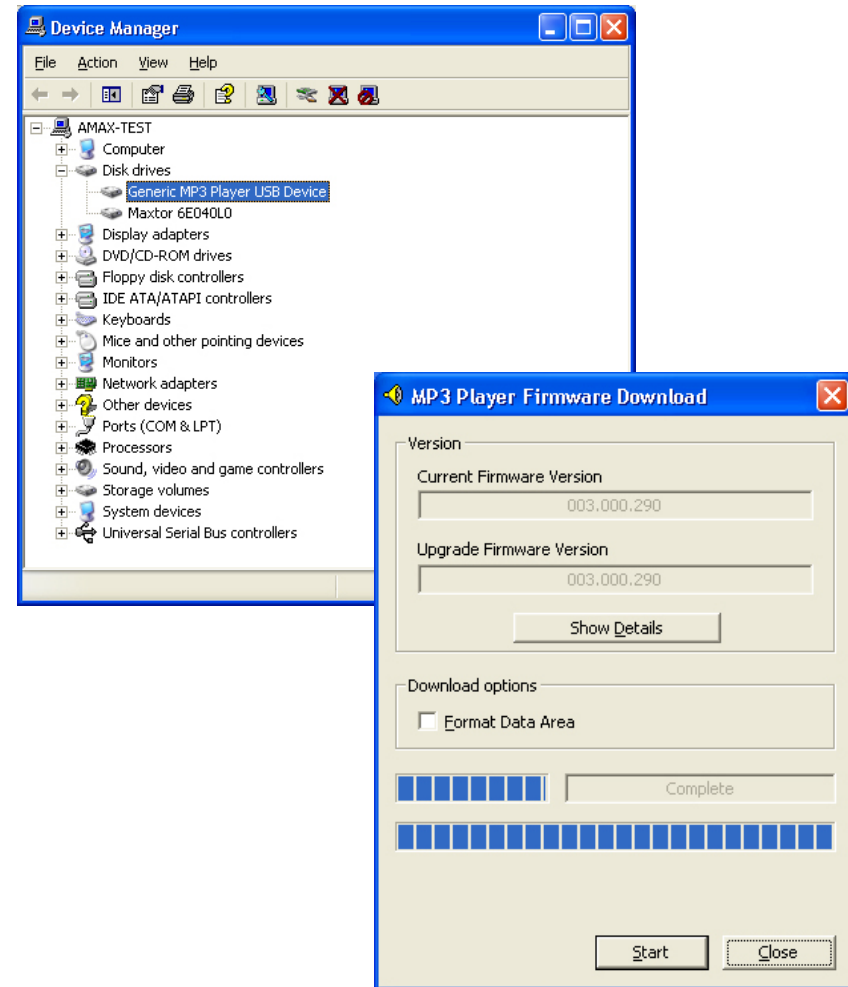 Device Manager
File Action View Help
AMAX-TEST
Computer
Disk drives
Generic MP3 Player USB Device
Maxtor 6E040L0
Display adapters
DVD/CD-ROM drives
Floppy disk controllers
IDE ATA/ATAPI controllers
Keyboards
Mice and other pointing devices
Monitors
Network adapters
Other devices
Ports (COM & LPT)
Processors
Sound, video and game controllers
Storage volumes
System devices
Universal Serial Bus controllers
MP3 Player Firmware Download
Version
Current Firmware Version
003.000.290
Upgrade Firmware Version
003.000.290
Show Details
Download options
Format Data Area
Complete
Start Close